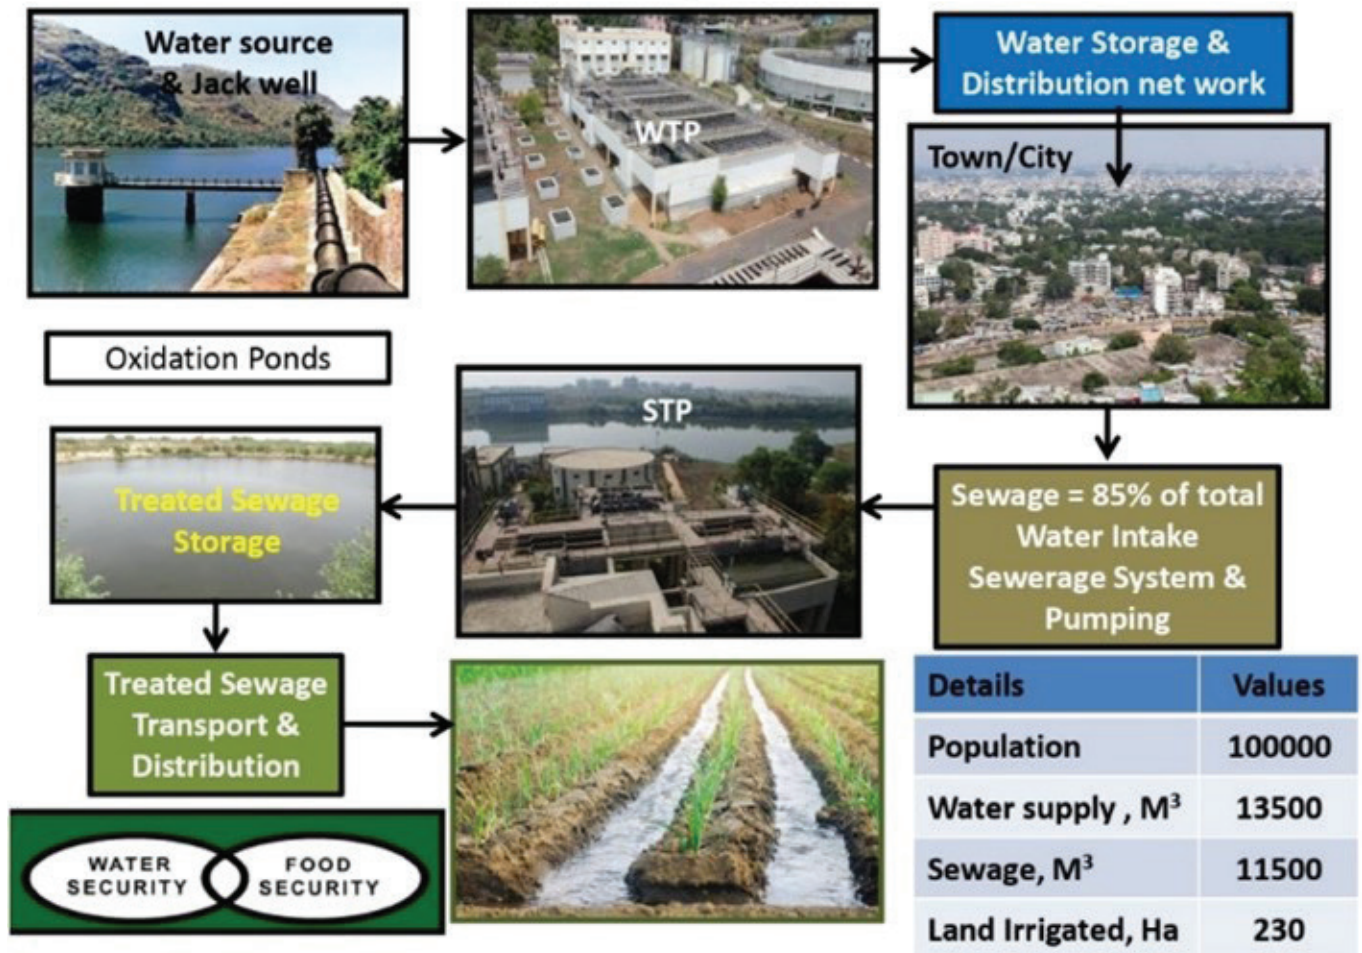 Water source
& Jack well
WTP
Water Storage &
Distribution net work
Town/City
Oxidation Ponds
STP
Treated Sewage
Storage
Sewage = 85% of total
Water Intake
Sewerage System &
Pumping
Treated Sewage
Transport &
Distribution
WATER
SECURITY
FOOD
SECURITY
Details Values
Population 100000
Water supply , M³ 13500
Sewage, M³ 11500
Land Irrigated, Ha 230